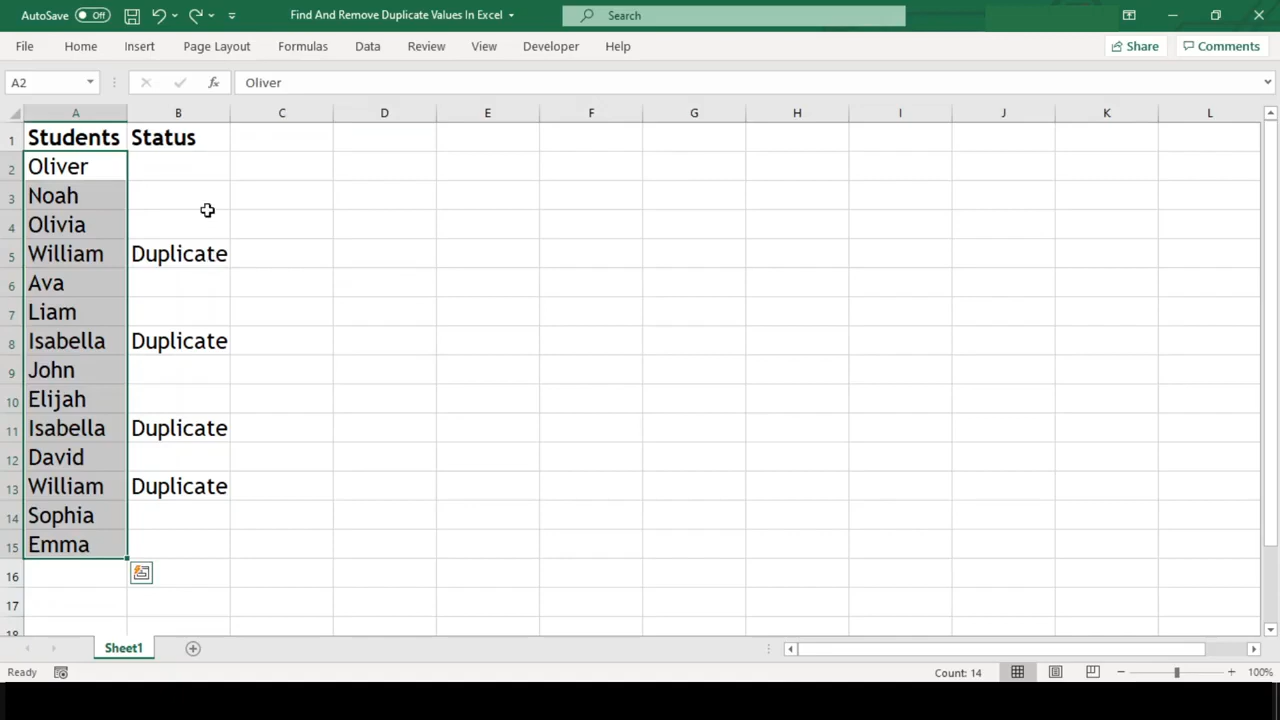 AutoSave Off Find And Remove Duplicate Values In Excel Search
File Home Insert Page Layout Formulas Data Review View Developer Help Share Comments
A2 fx Oliver
A B C D E F G H I J K L
1 Students Status
2 Oliver
3 Noah
4 Olivia
5 William Duplicate
6 Ava
7 Liam
8 Isabella Duplicate
9 John
10 Elijah
11 Isabella Duplicate
12 David
13 William Duplicate
14 Sophia
15 Emma
16
17
18
Sheet1
Ready Count: 14 100%